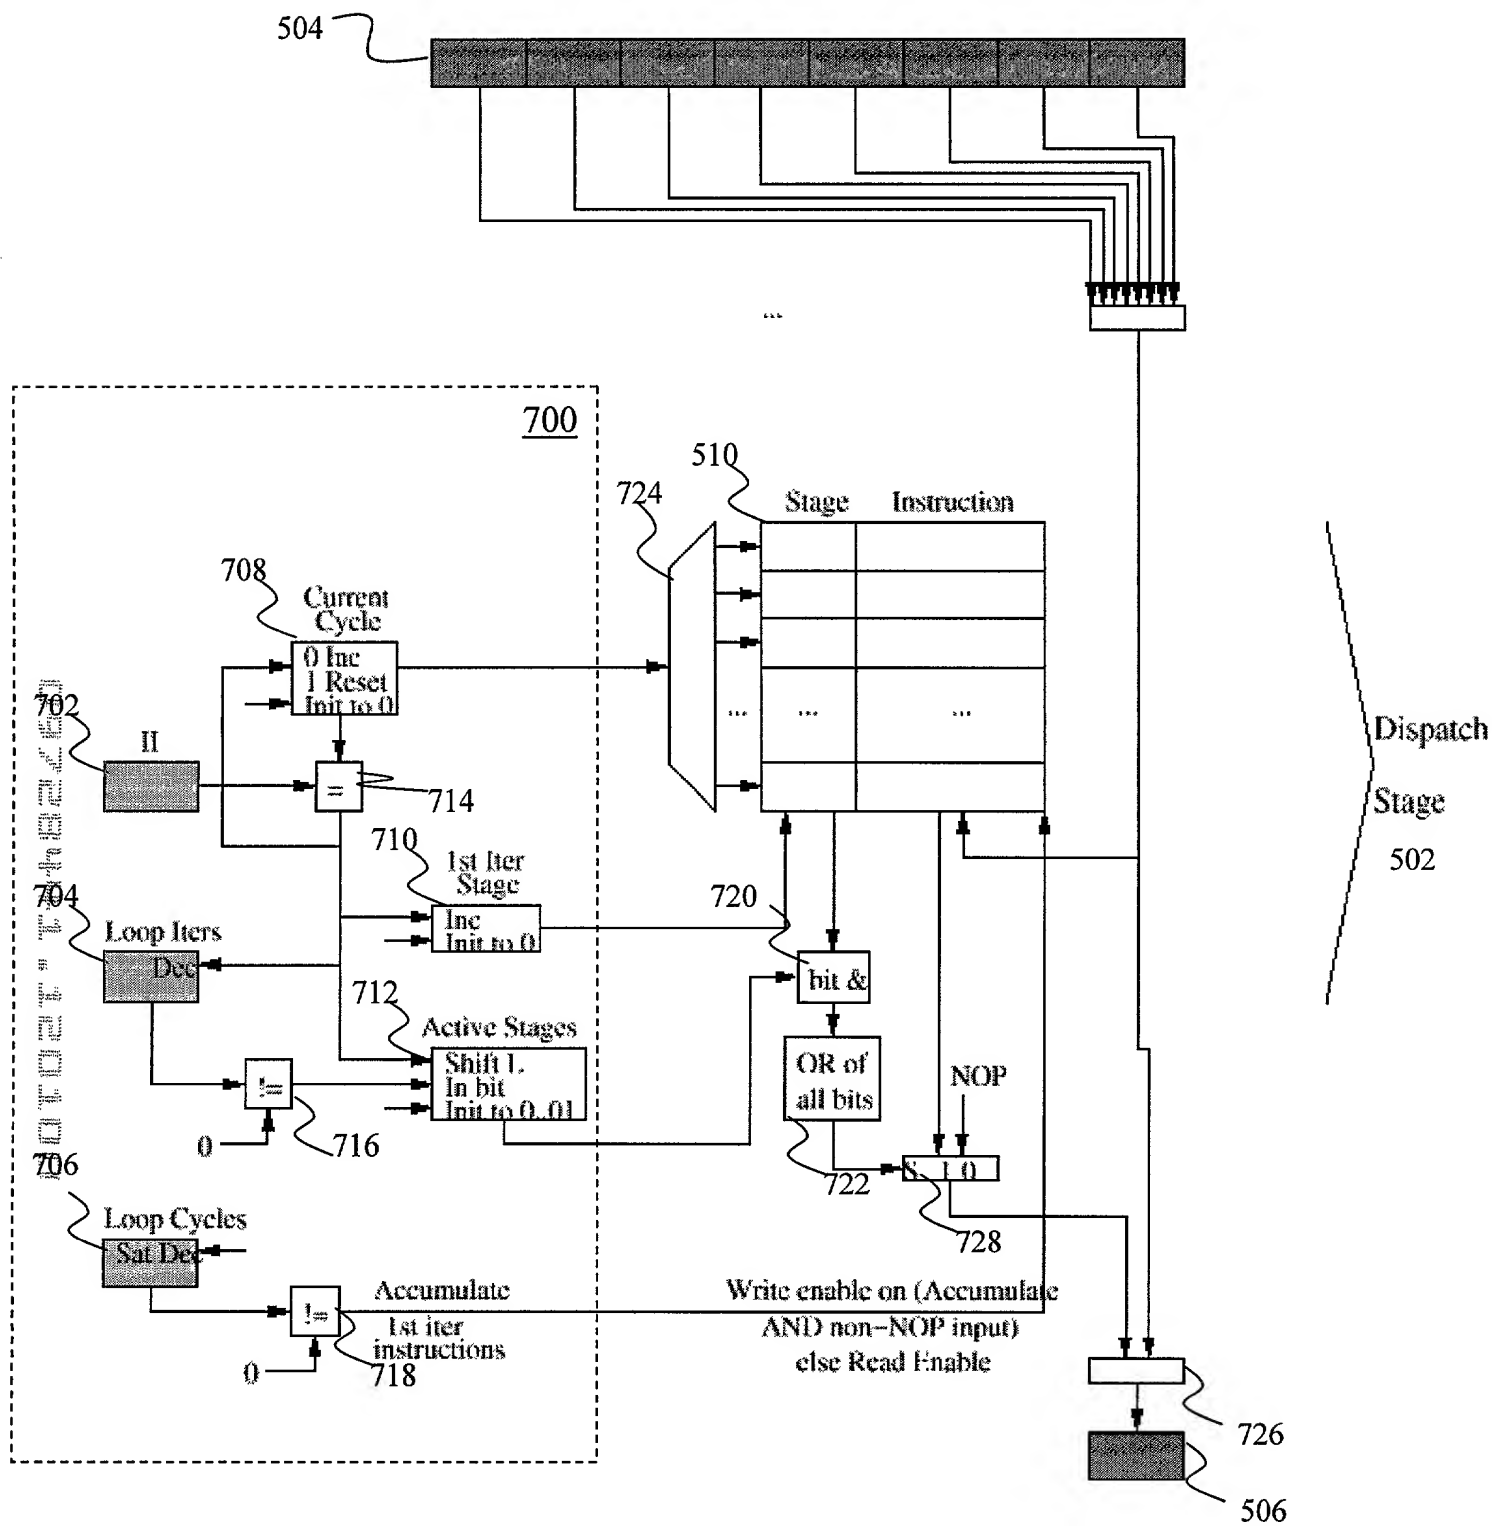 504
...
700
510
724
Stage
Instruction
708
Current
Cycle
0 Inc
1 Reset
Init to 0
702
II
=
714
...
...
...
Dispatch
Stage
502
710
1st Iter
Stage
Inc
Init to 0
720
704
Loop Iters
Dec
bit &
712
Active Stages
Shift L
In bit
Init to 0..01
!=
0
716
OR of
all bits
NOP
706
722
S 1 0
728
Loop Cycles
Sat Dec
!=
0
718
Accumulate
1st iter
instructions
Write enable on (Accumulate
AND non-NOP input)
else Read Enable
726
506